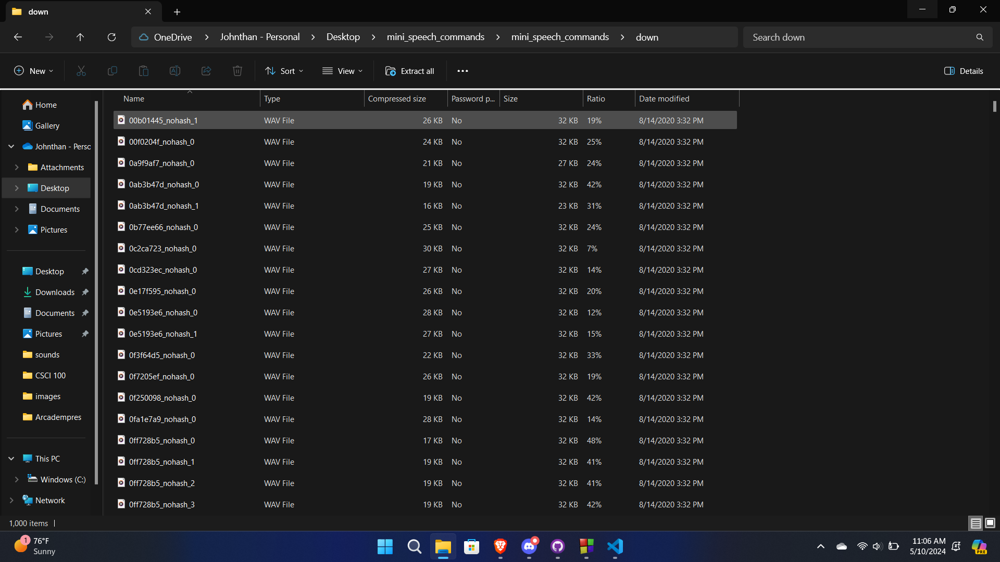 down
OneDrive > Johnthan - Personal > Desktop > mini_speech_commands > mini_speech_commands > down
Search down
New
Sort
View
Extract all
Details
Name Type Compressed size Password p... Size Ratio Date modified
00b01445_nohash_1 WAV File 26 KB No 32 KB 19% 8/14/2020 3:32 PM
00f0204f_nohash_0 WAV File 24 KB No 32 KB 25% 8/14/2020 3:32 PM
0a9f9af7_nohash_0 WAV File 21 KB No 27 KB 24% 8/14/2020 3:32 PM
0ab3b47d_nohash_0 WAV File 19 KB No 32 KB 42% 8/14/2020 3:32 PM
0ab3b47d_nohash_1 WAV File 16 KB No 23 KB 31% 8/14/2020 3:32 PM
0b77ee66_nohash_0 WAV File 25 KB No 32 KB 24% 8/14/2020 3:32 PM
0c2ca723_nohash_0 WAV File 30 KB No 32 KB 7% 8/14/2020 3:32 PM
0cd323ec_nohash_0 WAV File 27 KB No 32 KB 14% 8/14/2020 3:32 PM
0e17f595_nohash_0 WAV File 26 KB No 32 KB 20% 8/14/2020 3:32 PM
0e5193e6_nohash_0 WAV File 28 KB No 32 KB 12% 8/14/2020 3:32 PM
0e5193e6_nohash_1 WAV File 27 KB No 32 KB 15% 8/14/2020 3:32 PM
0f3f64d5_nohash_0 WAV File 22 KB No 32 KB 33% 8/14/2020 3:32 PM
0f7205ef_nohash_0 WAV File 26 KB No 32 KB 19% 8/14/2020 3:32 PM
0f250098_nohash_0 WAV File 19 KB No 32 KB 42% 8/14/2020 3:32 PM
0fa1e7a9_nohash_0 WAV File 28 KB No 32 KB 14% 8/14/2020 3:32 PM
0ff728b5_nohash_0 WAV File 17 KB No 32 KB 48% 8/14/2020 3:32 PM
0ff728b5_nohash_1 WAV File 19 KB No 32 KB 41% 8/14/2020 3:32 PM
0ff728b5_nohash_2 WAV File 19 KB No 32 KB 41% 8/14/2020 3:32 PM
0ff728b5_nohash_3 WAV File 19 KB No 32 KB 42% 8/14/2020 3:32 PM
Home
Gallery
Johnthan - Perso
Attachments
Desktop
Documents
Pictures
Desktop
Downloads
Documents
Pictures
sounds
CSCI 100
images
Arcadempres
This PC
Windows (C:)
Network
1,000 items
1
76°F
Sunny
11:06 AM
5/10/2024
PRE